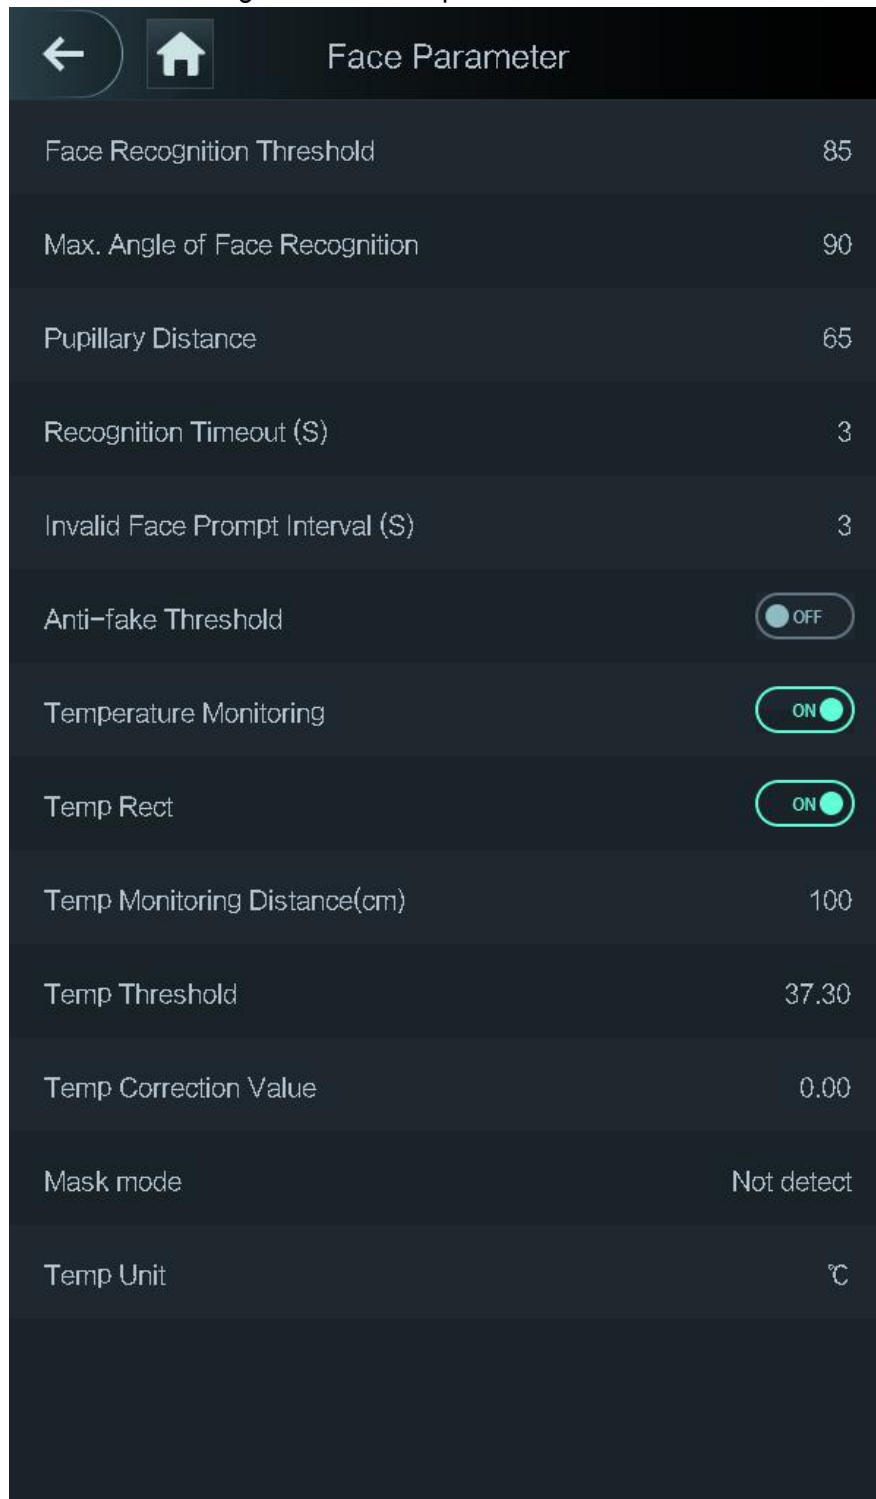 Face Parameter
Face Recognition Threshold 85
Max. Angle of Face Recognition 90
Pupillary Distance 65
Recognition Timeout (S) 3
Invalid Face Prompt Interval (S) 3
Anti-fake Threshold OFF
Temperature Monitoring ON
Temp Rect ON
Temp Monitoring Distance(cm) 100
Temp Threshold 37.30
Temp Correction Value 0.00
Mask mode Not detect
Temp Unit ℃